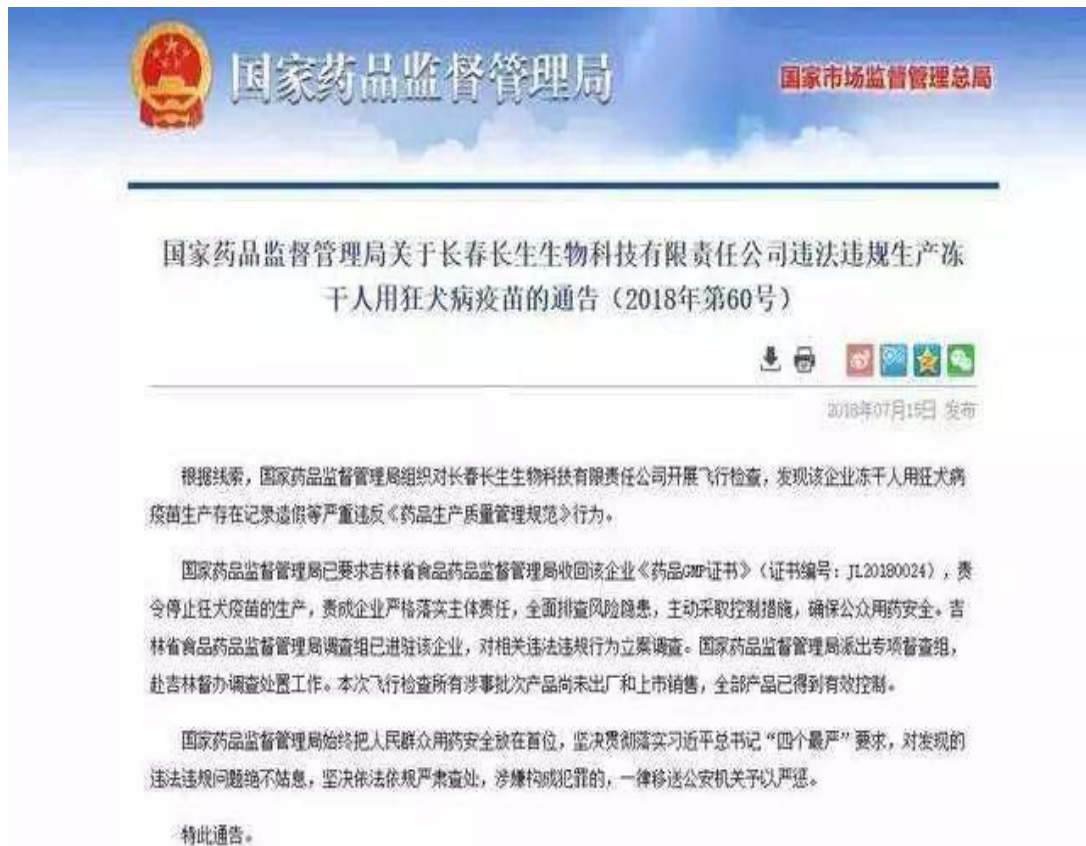 国家药品监督管理局
国家市场监督管理总局
国家药品监督管理局关于长春长生生物科技有限责任公司违法违规生产冻
干人用狂犬病疫苗的通告（2018年第60号）
2018年07月15日 发布
根据线索，国家药品监督管理局组织对长春长生生物科技有限责任公司开展飞行检查，发现该企业冻干人用狂犬病
疫苗生产存在记录造假等严重违反《药品生产质量管理规范》行为。
国家药品监督管理局已要求吉林省食品药品监督管理局收回该企业《药品GMP证书》（证书编号：JL20180024），责
令停止狂犬疫苗的生产，责成企业严格落实主体责任，全面排查风险隐患，主动采取控制措施，确保公众用药安全。吉
林省食品药品监督管理局调查组已进驻该企业，对相关违法违规行为立案调查。国家药品监督管理局派出专项督查组，
赴吉林督办调查处置工作。本次飞行检查所有涉事批次产品尚未出厂和上市销售，全部产品已得到有效控制。
国家药品监督管理局始终把人民群众用药安全放在首位，坚决贯彻落实习近平总书记“四个最严”要求，对发现的
违法违规问题绝不姑息，坚决依法依规严肃查处，涉嫌构成犯罪的，一律移送公安机关予以严惩。
特此通告。